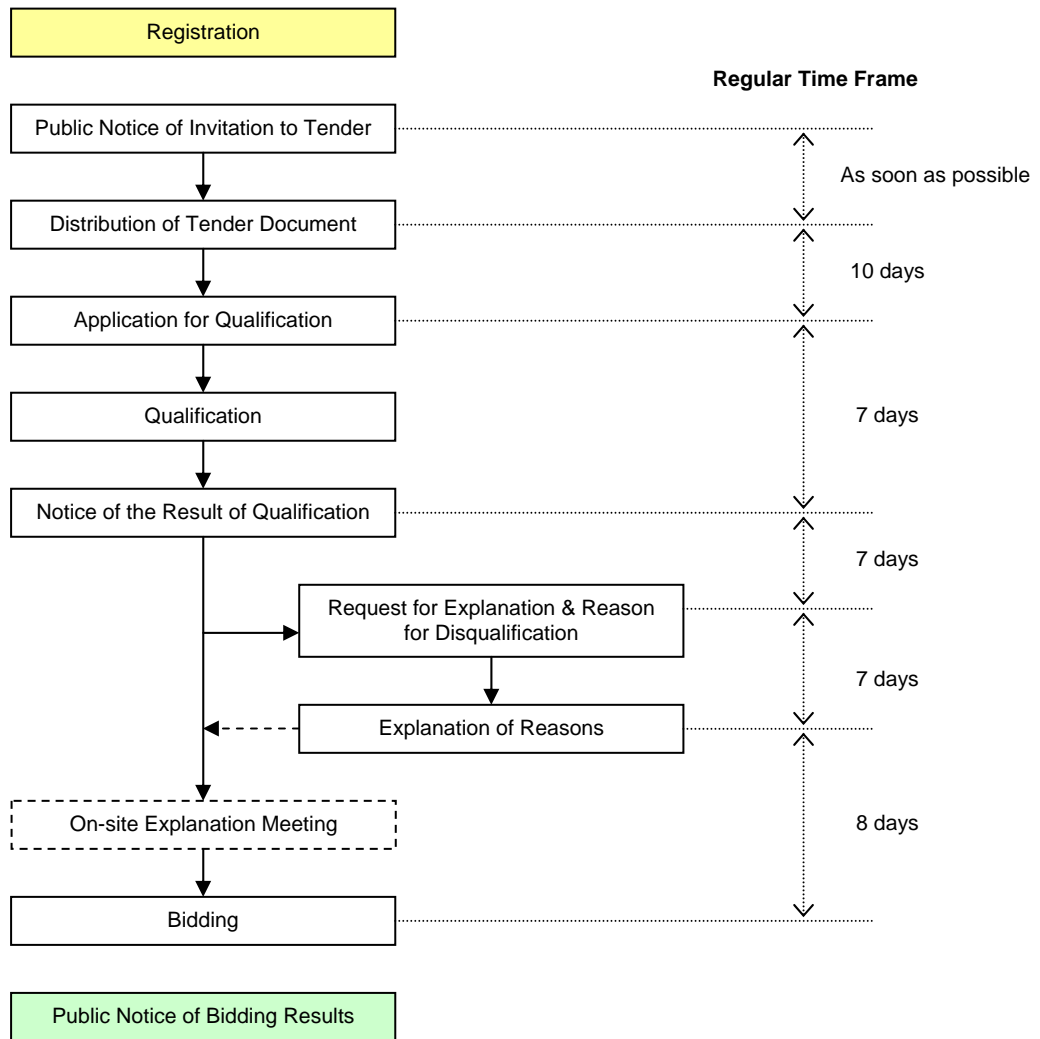 Registration
Regular Time Frame
Public Notice of Invitation to Tender
As soon as possible
Distribution of Tender Document
10 days
Application for Qualification
Qualification
7 days
Notice of the Result of Qualification
7 days
Request for Explanation & Reason
for Disqualification
7 days
Explanation of Reasons
On-site Explanation Meeting
8 days
Bidding
Public Notice of Bidding Results